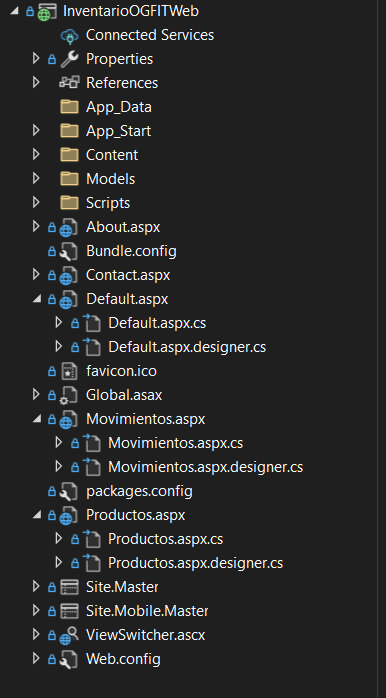 InventarioOGFITWeb
Connected Services
Properties
References
App_Data
App_Start
Content
Models
Scripts
About.aspx
Bundle.config
Contact.aspx
Default.aspx
Default.aspx.cs
Default.aspx.designer.cs
favicon.ico
Global.asax
Movimientos.aspx
Movimientos.aspx.cs
Movimientos.aspx.designer.cs
packages.config
Productos.aspx
Productos.aspx.cs
Productos.aspx.designer.cs
Site.Master
Site.Mobile.Master
ViewSwitcher.ascx
Web.config